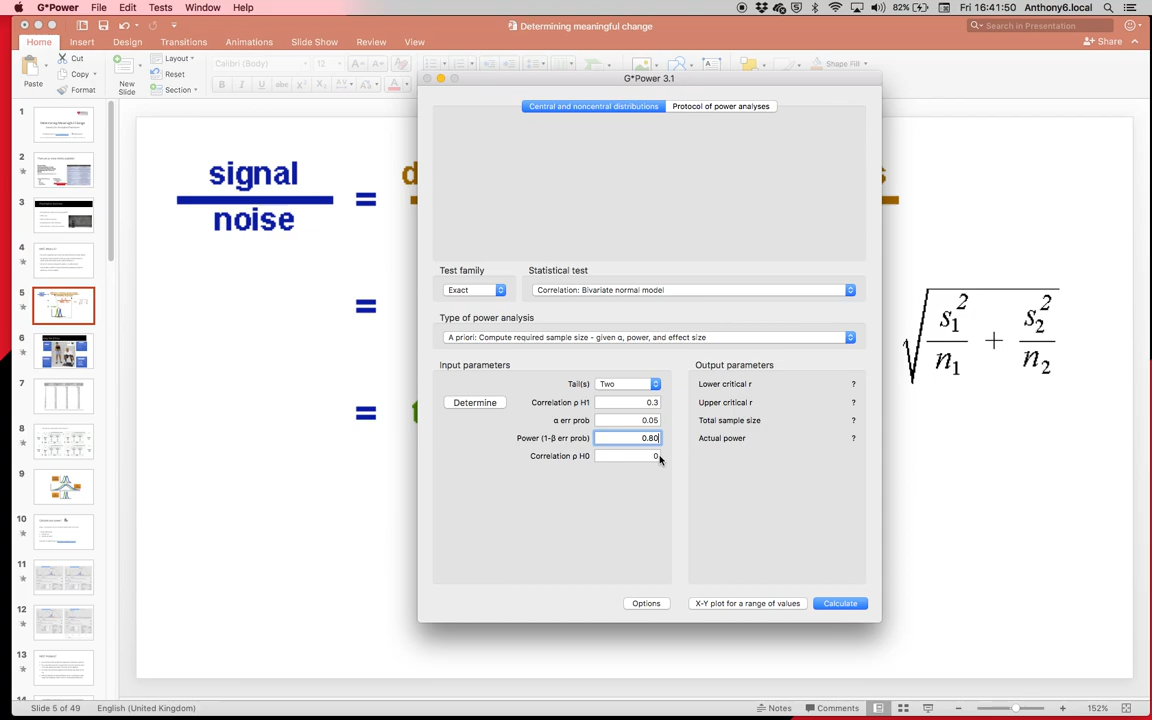 G*Power File Edit Tests Window Help
82% Fri 16:41:50 Anthony6.local
Determining meaningful change
Search in Presentation
Home Insert Design Transitions Animations Slide Show Review View
Share
Paste
Cut
Copy
Format
New Slide
Layout
Reset
Section
Calibri (Body) 12
Shape Fill
G*Power 3.1
Central and noncentral distributions Protocol of power analyses
signal
noise
=
=
=
s₁²
n₁
+
s₂²
n₂
Test family Statistical test
Exact Correlation: Bivariate normal model
Type of power analysis
A priori: Compute required sample size - given α, power, and effect size
Input parameters Output parameters
Tail(s) Two Lower critical r ?
Determine Correlation ρ H1 0.3 Upper critical r ?
α err prob 0.05 Total sample size ?
Power (1-β err prob) 0.80 Actual power ?
Correlation ρ H0 0
Options X-Y plot for a range of values Calculate
1
2
3
4
5
6
7
8
9
10
11
12
13
Slide 5 of 49 English (United Kingdom) Notes Comments 152%